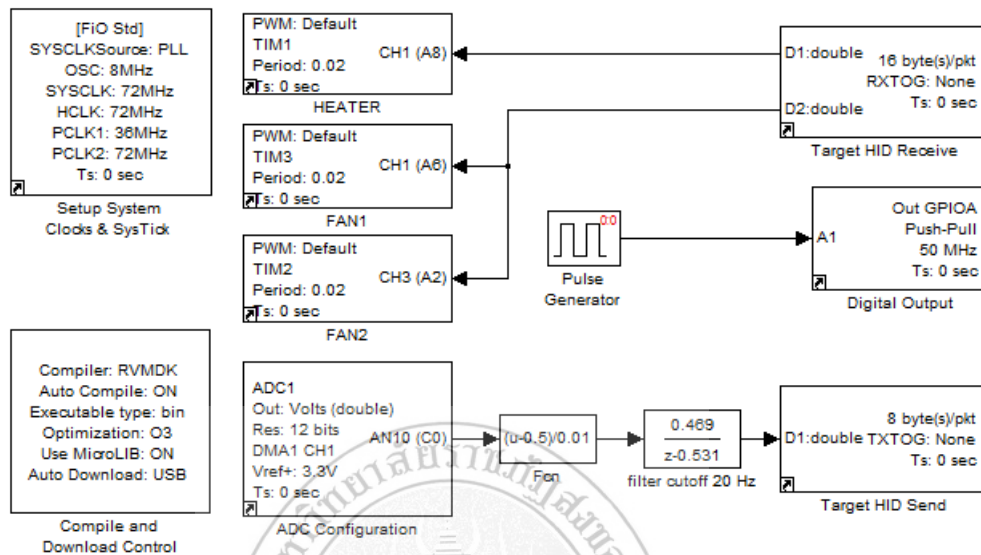 [FiO Std]
SYSCLKSource: PLL
OSC: 8MHz
SYSCLK: 72MHz
HCLK: 72MHz
PCLK1: 36MHz
PCLK2: 72MHz
Ts: 0 sec
Setup System
Clocks & SysTick
PWM: Default
TIM1
Period: 0.02
Ts: 0 sec
CH1 (A8)
HEATER
PWM: Default
TIM3
Period: 0.02
Ts: 0 sec
CH1 (A6)
FAN1
PWM: Default
TIM2
Period: 0.02
Ts: 0 sec
CH3 (A2)
FAN2
D1:double
D2:double
16 byte(s)/pkt
RXTOG: None
Ts: 0 sec
Target HID Receive
0:0
Pulse
Generator
A1
Out GPIOA
Push-Pull
50 MHz
Ts: 0 sec
Digital Output
Compiler: RVMDK
Auto Compile: ON
Executable type: bin
Optimization: O3
Use MicroLIB: ON
Auto Download: USB
Compile and
Download Control
ADC1
Out: Volts (double)
Res: 12 bits
DMA1 CH1
Vref+: 3.3V
Ts: 0 sec
AN10 (C0)
ADC Configuration
(u-0.5)/0.01
Fcn
0.469
z-0.531
filter cutoff 20 Hz
D1:double
8 byte(s)/pkt
TXTOG: None
Ts: 0 sec
Target HID Send